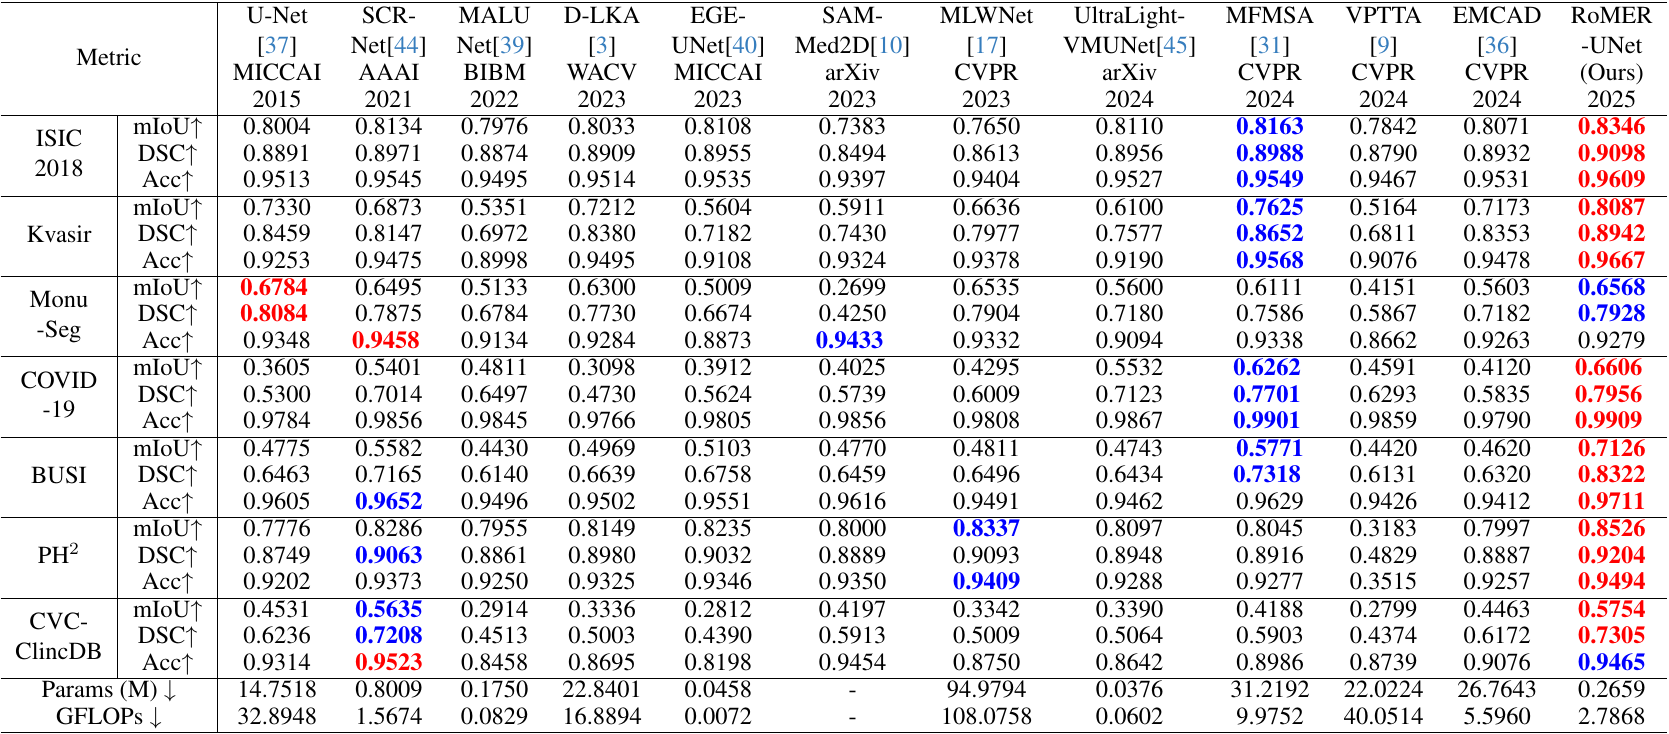 Metric U-Net SCR- MALU D-LKA EGE- SAM- MLWNet UltraLight- MFMSA VPTTA EMCAD RoMER
[37] Net[44] Net[39] [3] UNet[40] Med2D[10] [17] VMUNet[45] [31] [9] [36] -UNet
MICCAI AAAI BIBM WACV MICCAI arXiv CVPR arXiv CVPR CVPR CVPR (Ours)
2015 2021 2022 2023 2023 2023 2023 2024 2024 2024 2024 2025
ISIC 2018 mIoU↑ 0.8004 0.8134 0.7976 0.8033 0.8108 0.7383 0.7650 0.8110 0.8163 0.7842 0.8071 0.8346
DSC↑ 0.8891 0.8971 0.8874 0.8909 0.8955 0.8494 0.8613 0.8956 0.8988 0.8790 0.8932 0.9098
Acc↑ 0.9513 0.9545 0.9495 0.9514 0.9535 0.9397 0.9404 0.9527 0.9549 0.9467 0.9531 0.9609
Kvasir mIoU↑ 0.7330 0.6873 0.5351 0.7212 0.5604 0.5911 0.6636 0.6100 0.7625 0.5164 0.7173 0.8087
DSC↑ 0.8459 0.8147 0.6972 0.8380 0.7182 0.7430 0.7977 0.7577 0.8652 0.6811 0.8353 0.8942
Acc↑ 0.9253 0.9475 0.8998 0.9495 0.9108 0.9324 0.9378 0.9190 0.9568 0.9076 0.9478 0.9667
Monu -Seg mIoU↑ 0.6784 0.6495 0.5133 0.6300 0.5009 0.2699 0.6535 0.5600 0.6111 0.4151 0.5603 0.6568
DSC↑ 0.8084 0.7875 0.6784 0.7730 0.6674 0.4250 0.7904 0.7180 0.7586 0.5867 0.7182 0.7928
Acc↑ 0.9348 0.9458 0.9134 0.9284 0.8873 0.9433 0.9332 0.9094 0.9338 0.8662 0.9263 0.9279
COVID -19 mIoU↑ 0.3605 0.5401 0.4811 0.3098 0.3912 0.4025 0.4295 0.5532 0.6262 0.4591 0.4120 0.6606
DSC↑ 0.5300 0.7014 0.6497 0.4730 0.5624 0.5739 0.6009 0.7123 0.7701 0.6293 0.5835 0.7956
Acc↑ 0.9784 0.9856 0.9845 0.9766 0.9805 0.9856 0.9808 0.9867 0.9901 0.9859 0.9790 0.9909
BUSI mIoU↑ 0.4775 0.5582 0.4430 0.4969 0.5103 0.4770 0.4811 0.4743 0.5771 0.4420 0.4620 0.7126
DSC↑ 0.6463 0.7165 0.6140 0.6639 0.6758 0.6459 0.6496 0.6434 0.7318 0.6131 0.6320 0.8322
Acc↑ 0.9605 0.9652 0.9496 0.9502 0.9551 0.9616 0.9491 0.9462 0.9629 0.9426 0.9412 0.9711
PH² mIoU↑ 0.7776 0.8286 0.7955 0.8149 0.8235 0.8000 0.8337 0.8097 0.8045 0.3183 0.7997 0.8526
DSC↑ 0.8749 0.9063 0.8861 0.8980 0.9032 0.8889 0.9093 0.8948 0.8916 0.4829 0.8887 0.9204
Acc↑ 0.9202 0.9373 0.9250 0.9325 0.9346 0.9350 0.9409 0.9288 0.9277 0.3515 0.9257 0.9494
CVC- ClincDB mIoU↑ 0.4531 0.5635 0.2914 0.3336 0.2812 0.4197 0.3342 0.3390 0.4188 0.2799 0.4463 0.5754
DSC↑ 0.6236 0.7208 0.4513 0.5003 0.4390 0.5913 0.5009 0.5064 0.5903 0.4374 0.6172 0.7305
Acc↑ 0.9314 0.9523 0.8458 0.8695 0.8198 0.9454 0.8750 0.8642 0.8986 0.8739 0.9076 0.9465
Params (M) ↓ 14.7518 0.8009 0.1750 22.8401 0.0458 - 94.9794 0.0376 31.2192 22.0224 26.7643 0.2659
GFLOPs ↓ 32.8948 1.5674 0.0829 16.8894 0.0072 - 108.0758 0.0602 9.9752 40.0514 5.5960 2.7868